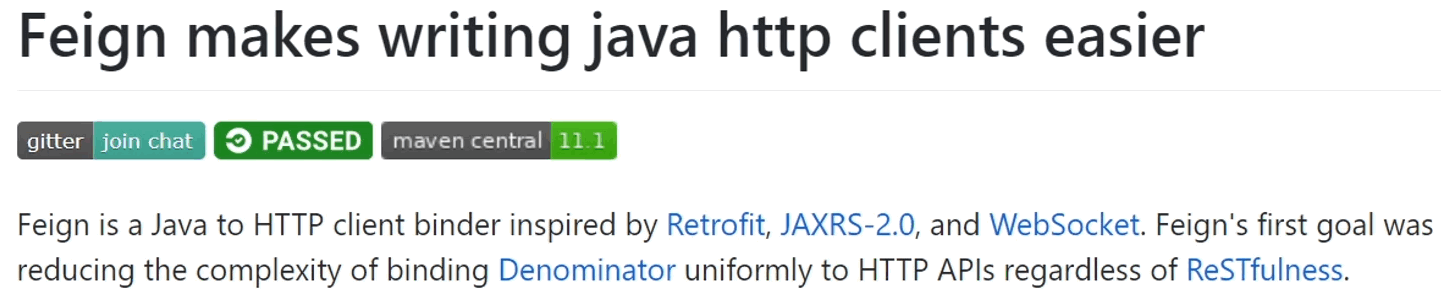 Feign makes writing java http clients easier
gitter join chat PASSED maven central 11.1
Feign is a Java to HTTP client binder inspired by Retrofit, JAXRS-2.0, and WebSocket. Feign's first goal was
reducing the complexity of binding Denominator uniformly to HTTP APIs regardless of ReSTfulness.